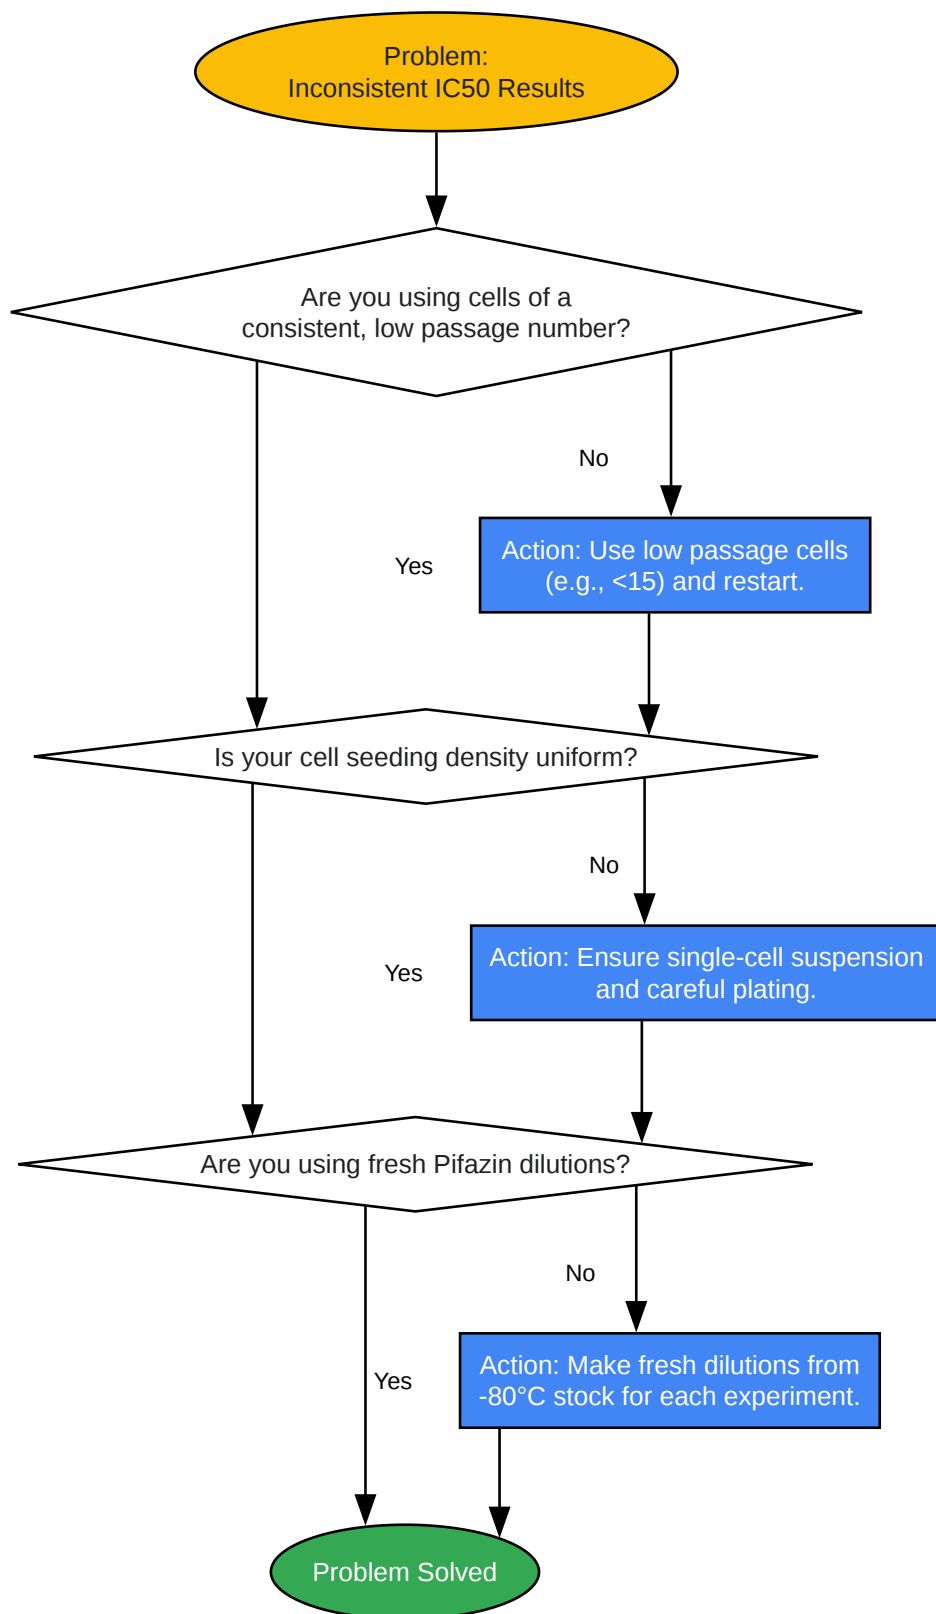 Problem:
Inconsistent IC50 Results
Are you using cells of a
consistent, low passage number?
No
Action: Use low passage cells
(e.g., <15) and restart.
Yes
Is your cell seeding density uniform?
No
Action: Ensure single-cell suspension
and careful plating.
Yes
Are you using fresh Pifazin dilutions?
No
Action: Make fresh dilutions from
-80°C stock for each experiment.
Yes
Problem Solved